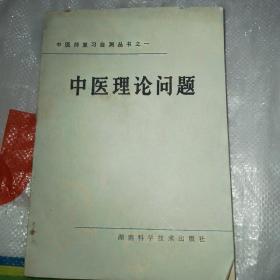 中医师复习自测丛书之一
中医理论问题
湖南科学技术出版社